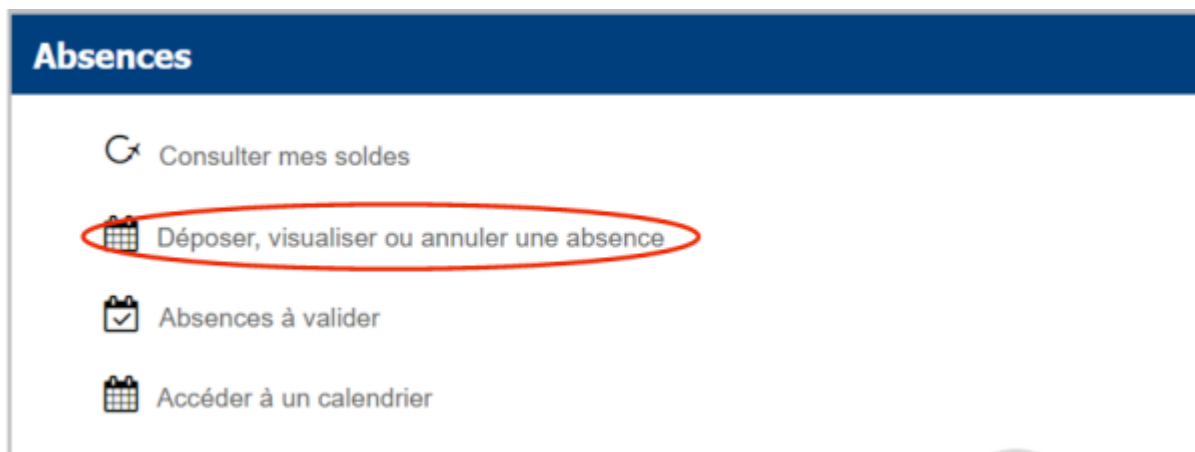 Absences
Consulter mes soldes
Déposer, visualiser ou annuler une absence
Absences à valider
Accéder à un calendrier